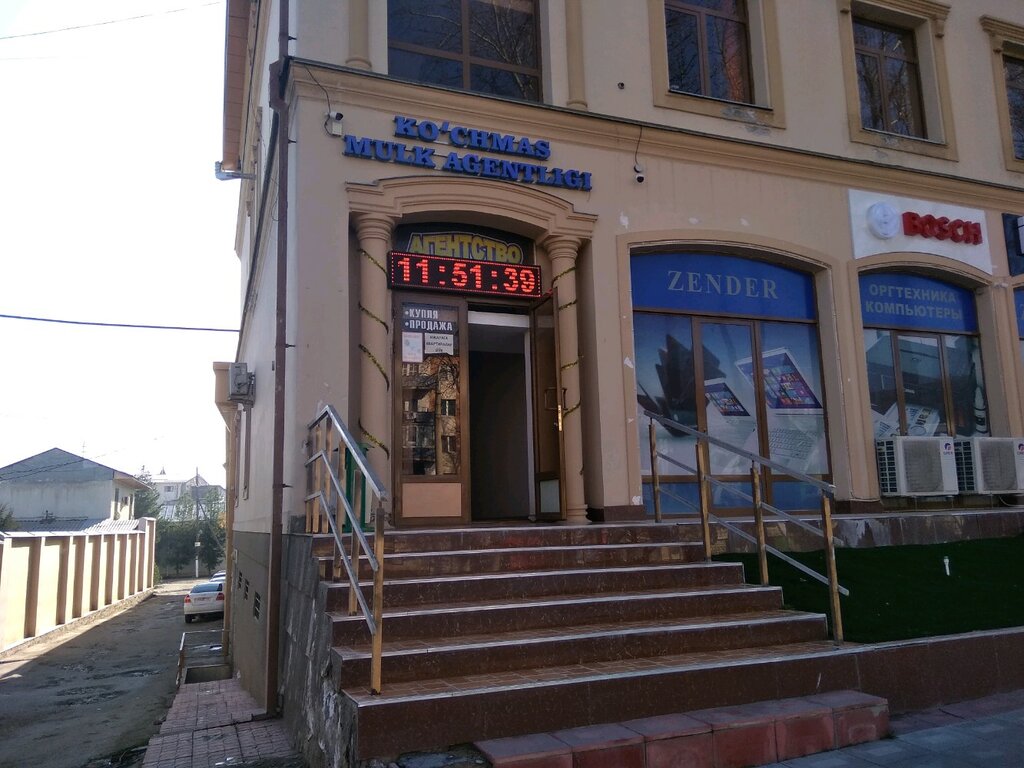 KO'CHMAS
MULK AGENTLIGI
АГЕНТСТВО
11:51:39
•КУПЛЯ
•ПРОДАЖА
ZENDER
BOSCH
ОРГТЕХНИКА
КОМПЬЮТЕРЫ